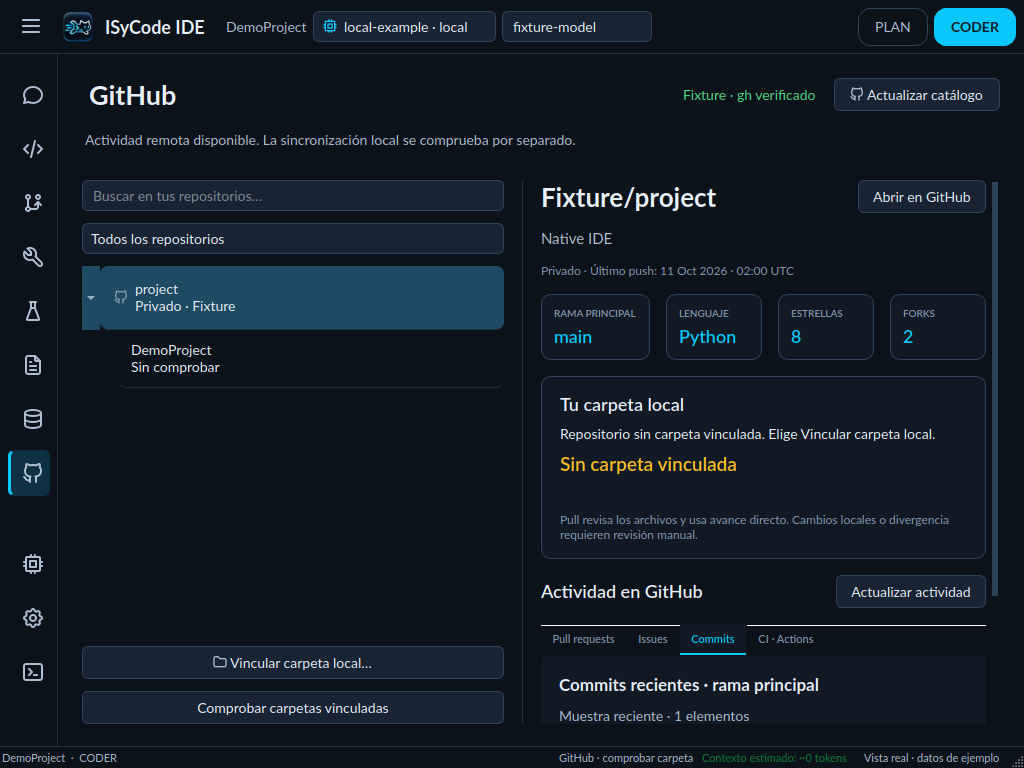 ISyCode IDE
DemoProject
local-example · local
fixture-model
PLAN
CODER
GitHub
Fixture · gh verificado
Actualizar catálogo
Actividad remota disponible. La sincronización local se comprueba por separado.
Buscar en tus repositorios...
Todos los repositorios
project
Privado · Fixture
DemoProject
Sin comprobar
Vincular carpeta local...
Comprobar carpetas vinculadas
Fixture/project
Abrir en GitHub
Native IDE
Privado · Último push: 11 Oct 2026 · 02:00 UTC
RAMA PRINCIPAL
main
LENGUAJE
Python
ESTRELLAS
8
FORKS
2
Tu carpeta local
Repositorio sin carpeta vinculada. Elige Vincular carpeta local.
Sin carpeta vinculada
Pull revisa los archivos y usa avance directo. Cambios locales o divergencia
requieren revisión manual.
Actividad en GitHub
Actualizar actividad
Pull requests
Issues
Commits
CI · Actions
Commits recientes · rama principal
Muestra reciente · 1 elementos
DemoProject · CODER
GitHub · comprobar carpeta
Contexto estimado: ~0 tokens
Vista real · datos de ejemplo